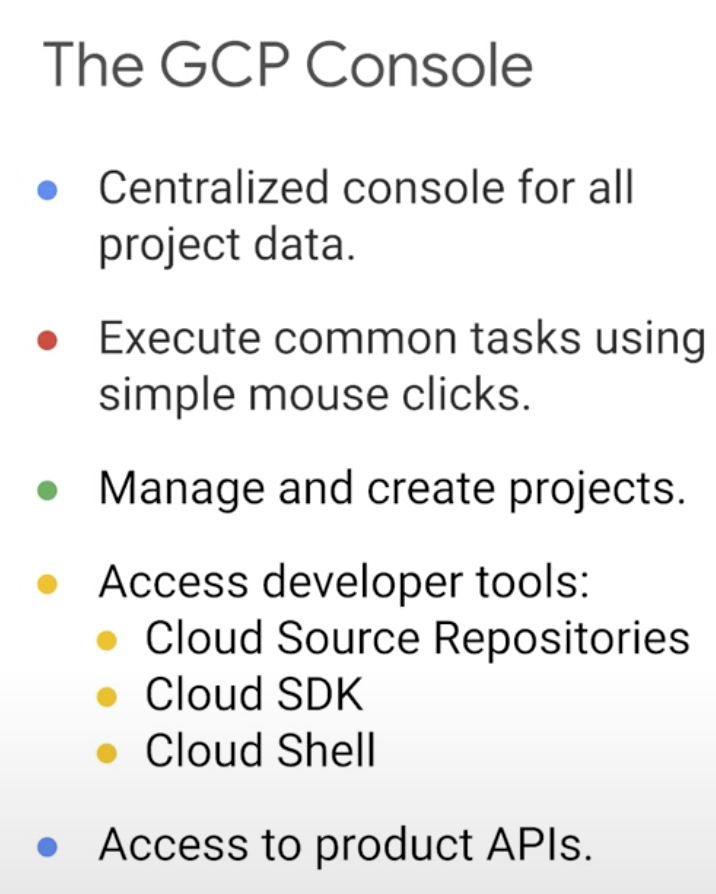 The GCP Console
Centralized console for all
project data.
Execute common tasks using
simple mouse clicks.
Manage and create projects.
Access developer tools:
Cloud Source Repositories
Cloud SDK
Cloud Shell
Access to product APIs.